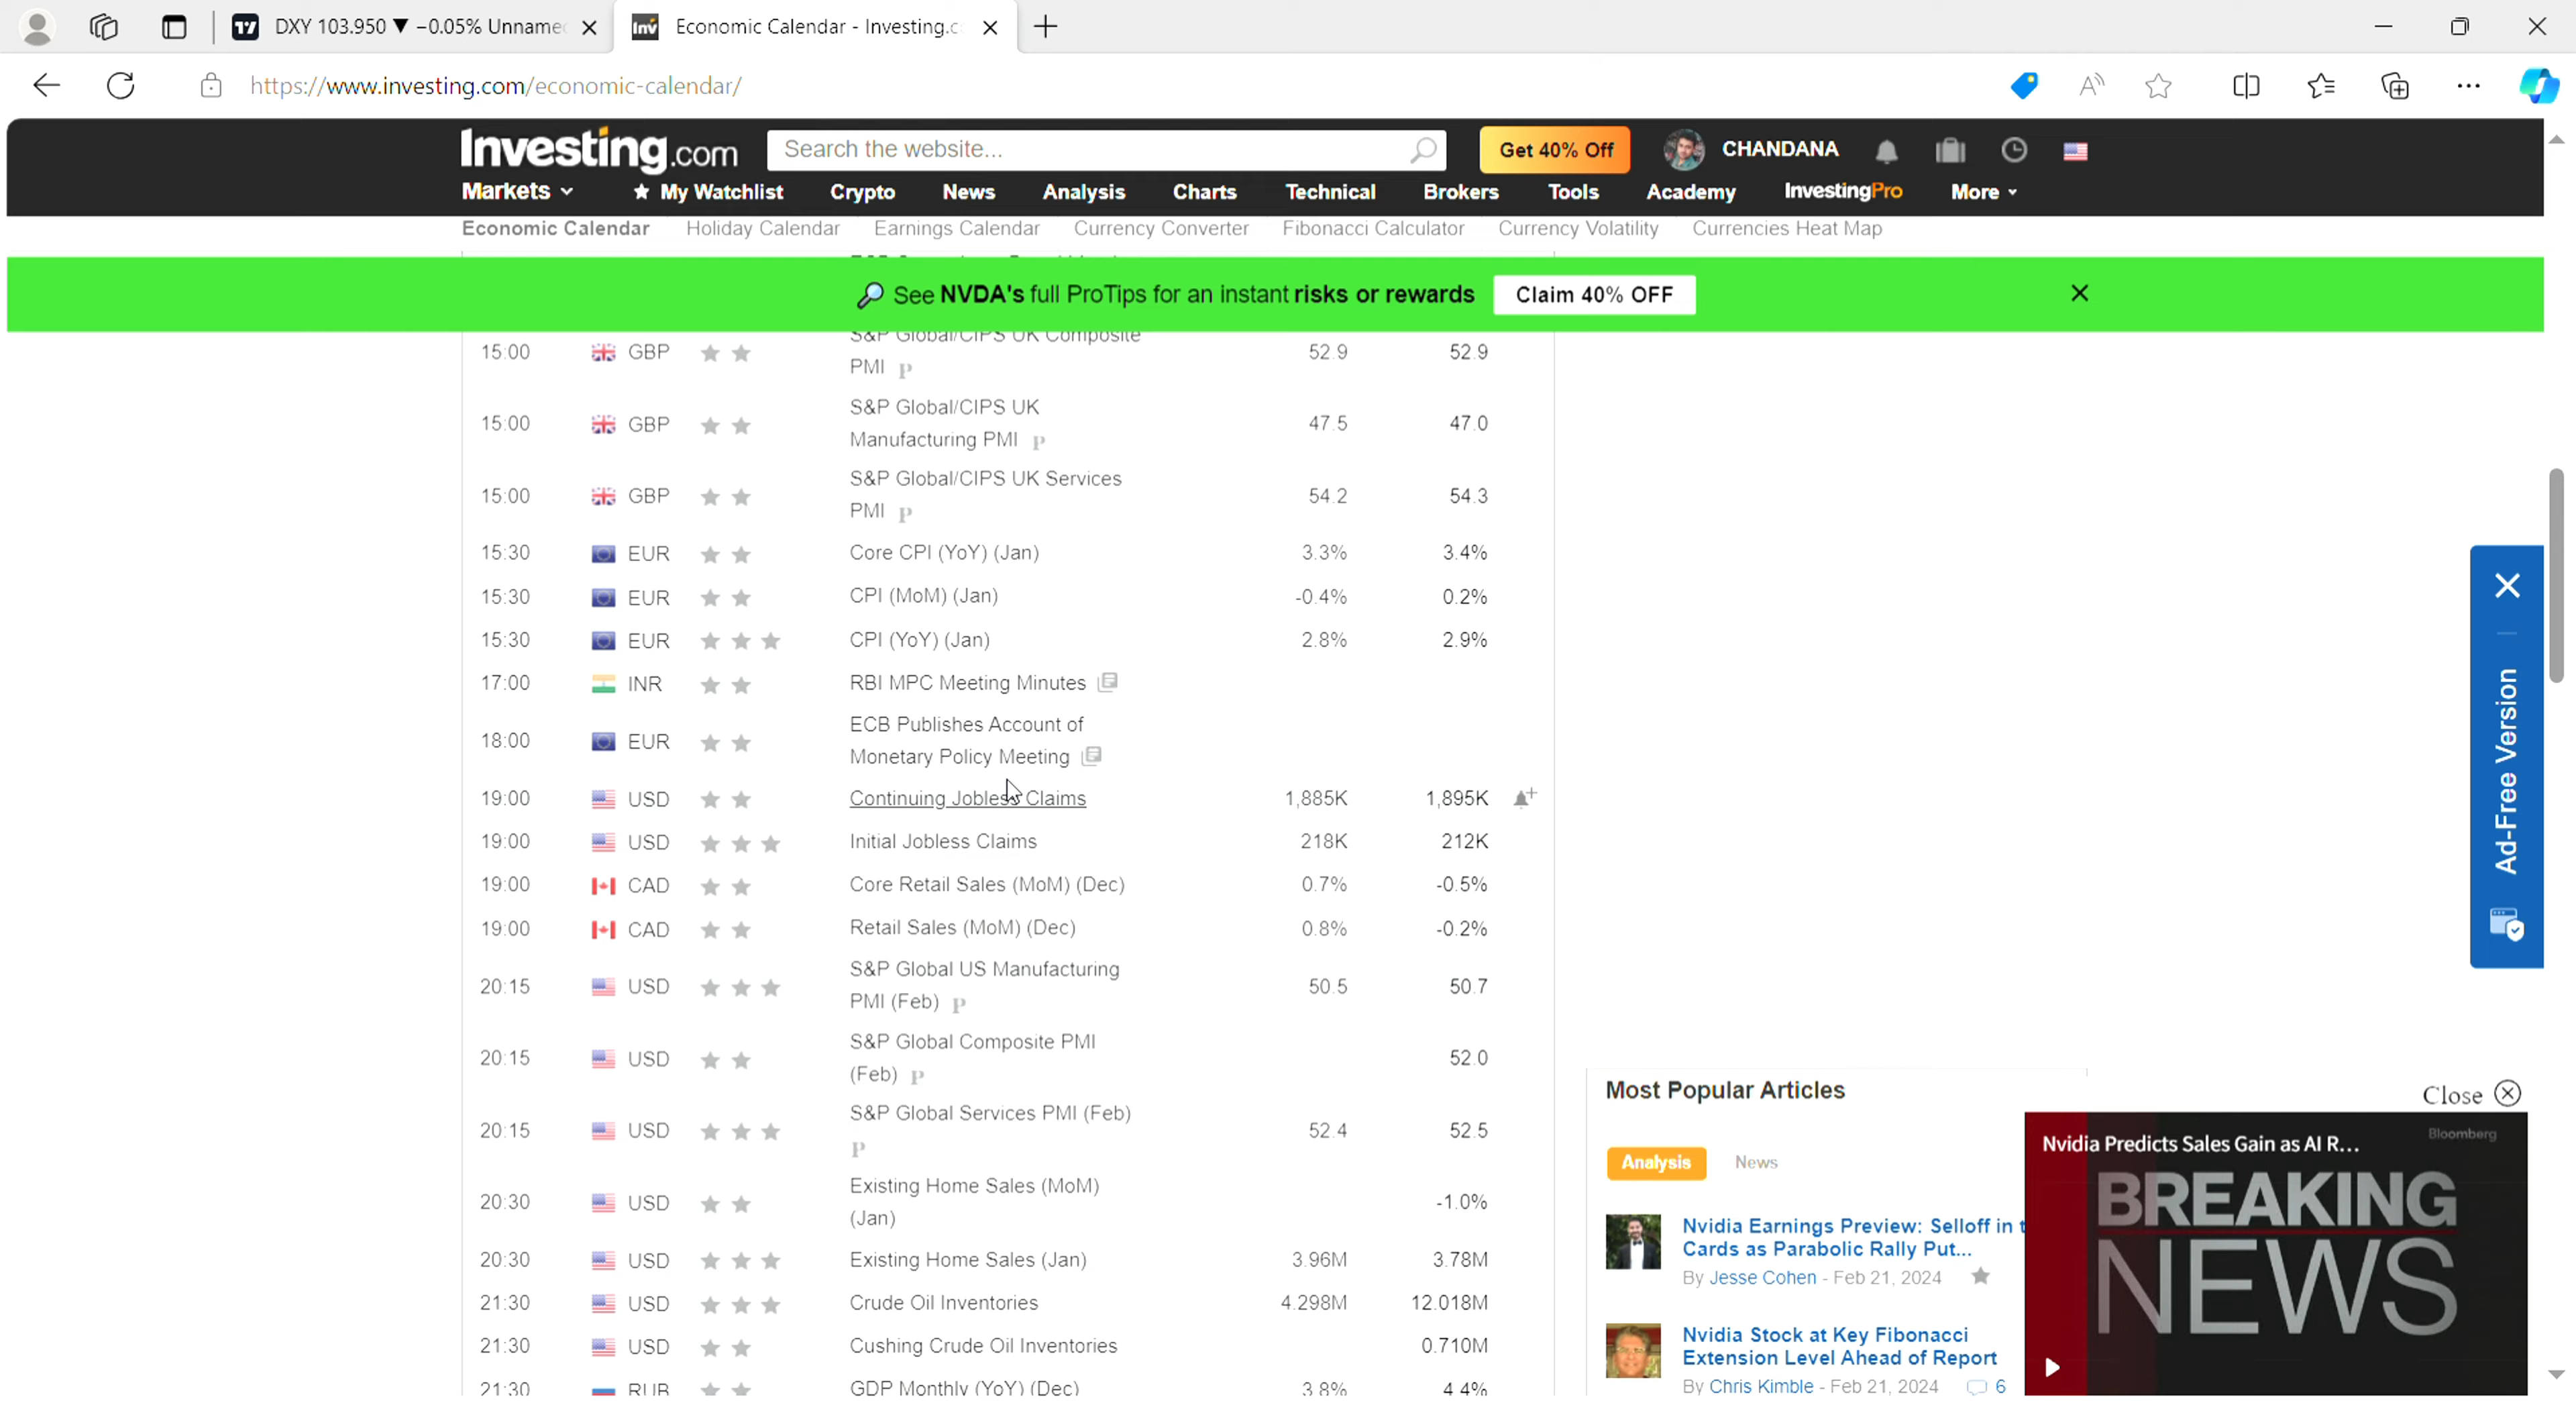 DXY 103.950 ▼ −0.05% Unname
Economic Calendar - Investing.c
https://www.investing.com/economic-calendar/
Investing.com
Search the website...
Get 40% Off
CHANDANA
Markets
My Watchlist
Crypto
News
Analysis
Charts
Technical
Brokers
Tools
Academy
InvestingPro
More
Economic Calendar
Holiday Calendar
Earnings Calendar
Currency Converter
Fibonacci Calculator
Currency Volatility
Currencies Heat Map
See NVDA's full ProTips for an instant risks or rewards
Claim 40% OFF
15:00 GBP S&P Global/CIPS UK Composite
PMI P 52.9 52.9
15:00 GBP S&P Global/CIPS UK
Manufacturing PMI P 47.5 47.0
15:00 GBP S&P Global/CIPS UK Services
PMI P 54.2 54.3
15:30 EUR Core CPI (YoY) (Jan) 3.3% 3.4%
15:30 EUR CPI (MoM) (Jan) -0.4% 0.2%
15:30 EUR CPI (YoY) (Jan) 2.8% 2.9%
17:00 INR RBI MPC Meeting Minutes
18:00 EUR ECB Publishes Account of
Monetary Policy Meeting
19:00 USD Continuing Jobless Claims 1,885K 1,895K
19:00 USD Initial Jobless Claims 218K 212K
19:00 CAD Core Retail Sales (MoM) (Dec) 0.7% -0.5%
19:00 CAD Retail Sales (MoM) (Dec) 0.8% -0.2%
20:15 USD S&P Global US Manufacturing
PMI (Feb) P 50.5 50.7
20:15 USD S&P Global Composite PMI
(Feb) P 52.0
20:15 USD S&P Global Services PMI (Feb)
P 52.4 52.5
20:30 USD Existing Home Sales (MoM)
(Jan) -1.0%
20:30 USD Existing Home Sales (Jan) 3.96M 3.78M
21:30 USD Crude Oil Inventories 4.298M 12.018M
21:30 USD Cushing Crude Oil Inventories 0.710M
21:30 RUB GDP Monthly (YoY) (Dec) 3.8% 4.4%
Ad-Free Version
Most Popular Articles
Analysis
News
Nvidia Earnings Preview: Selloff in t
Cards as Parabolic Rally Put...
By Jesse Cohen - Feb 21, 2024
Nvidia Stock at Key Fibonacci
Extension Level Ahead of Report
By Chris Kimble - Feb 21, 2024 6
Close
Nvidia Predicts Sales Gain as AI R...
Bloomberg
BREAKING
NEWS